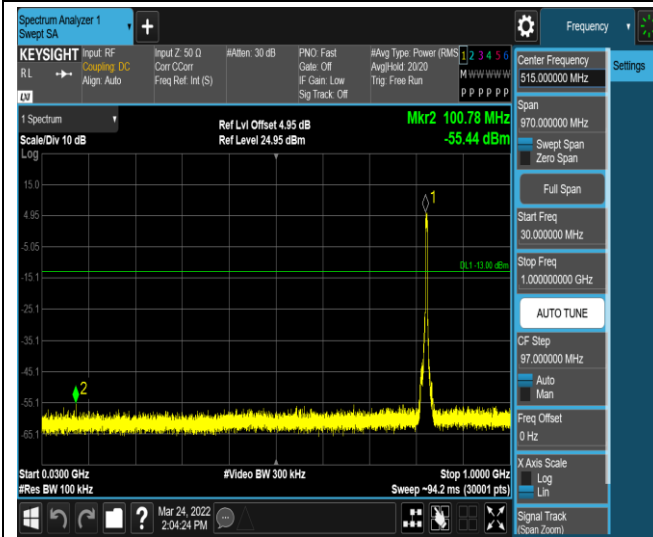 Spectrum Analyzer 1
Swept SA
+
Frequency
KEYSIGHT
RL
LXI
Input: RF
Coupling: DC
Align: Auto
Input Z: 50 Ω
Corr CCorr
Freq Ref: Int (S)
#Atten: 30 dB
PNO: Fast
Gate: Off
IF Gain: Low
Sig Track: Off
#Avg Type: Power (RMS
Avg|Hold: 20/20
Trig: Free Run
1 2 3 4 5 6
M W W W W W
P P P P P P
Center Frequency
515.000000 MHz
Settings
Span
970.000000 MHz
Swept Span
Zero Span
Full Span
Start Freq
30.000000 MHz
Stop Freq
1.000000000 GHz
AUTO TUNE
CF Step
97.000000 MHz
Auto
Man
Freq Offset
0 Hz
X Axis Scale
Log
Lin
Signal Track
(Span Zoom)
1 Spectrum
Scale/Div 10 dB
Log
Ref Lvl Offset 4.95 dB
Ref Level 24.95 dBm
Mkr2 100.78 MHz
-55.44 dBm
15.0
4.95
-5.05
-15.1
-25.1
-35.1
-45.1
-55.1
-65.1
1
DL1 -13.00 dBm
2
Start 0.0300 GHz
#Res BW 100 kHz
#Video BW 300 kHz
Stop 1.0000 GHz
Sweep ~94.2 ms (30001 pts)
?
Mar 24, 2022
2:04:24 PM